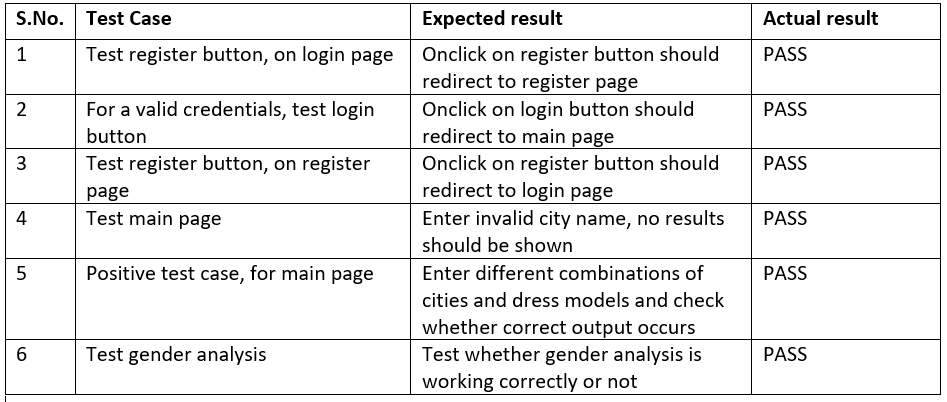 S.No. Test Case Expected result Actual result
1 Test register button, on login page Onclick on register button should redirect to register page PASS
2 For a valid credentials, test login button Onclick on login button should redirect to main page PASS
3 Test register button, on register page Onclick on register button should redirect to login page PASS
4 Test main page Enter invalid city name, no results should be shown PASS
5 Positive test case, for main page Enter different combinations of cities and dress models and check whether correct output occurs PASS
6 Test gender analysis Test whether gender analysis is working correctly or not PASS